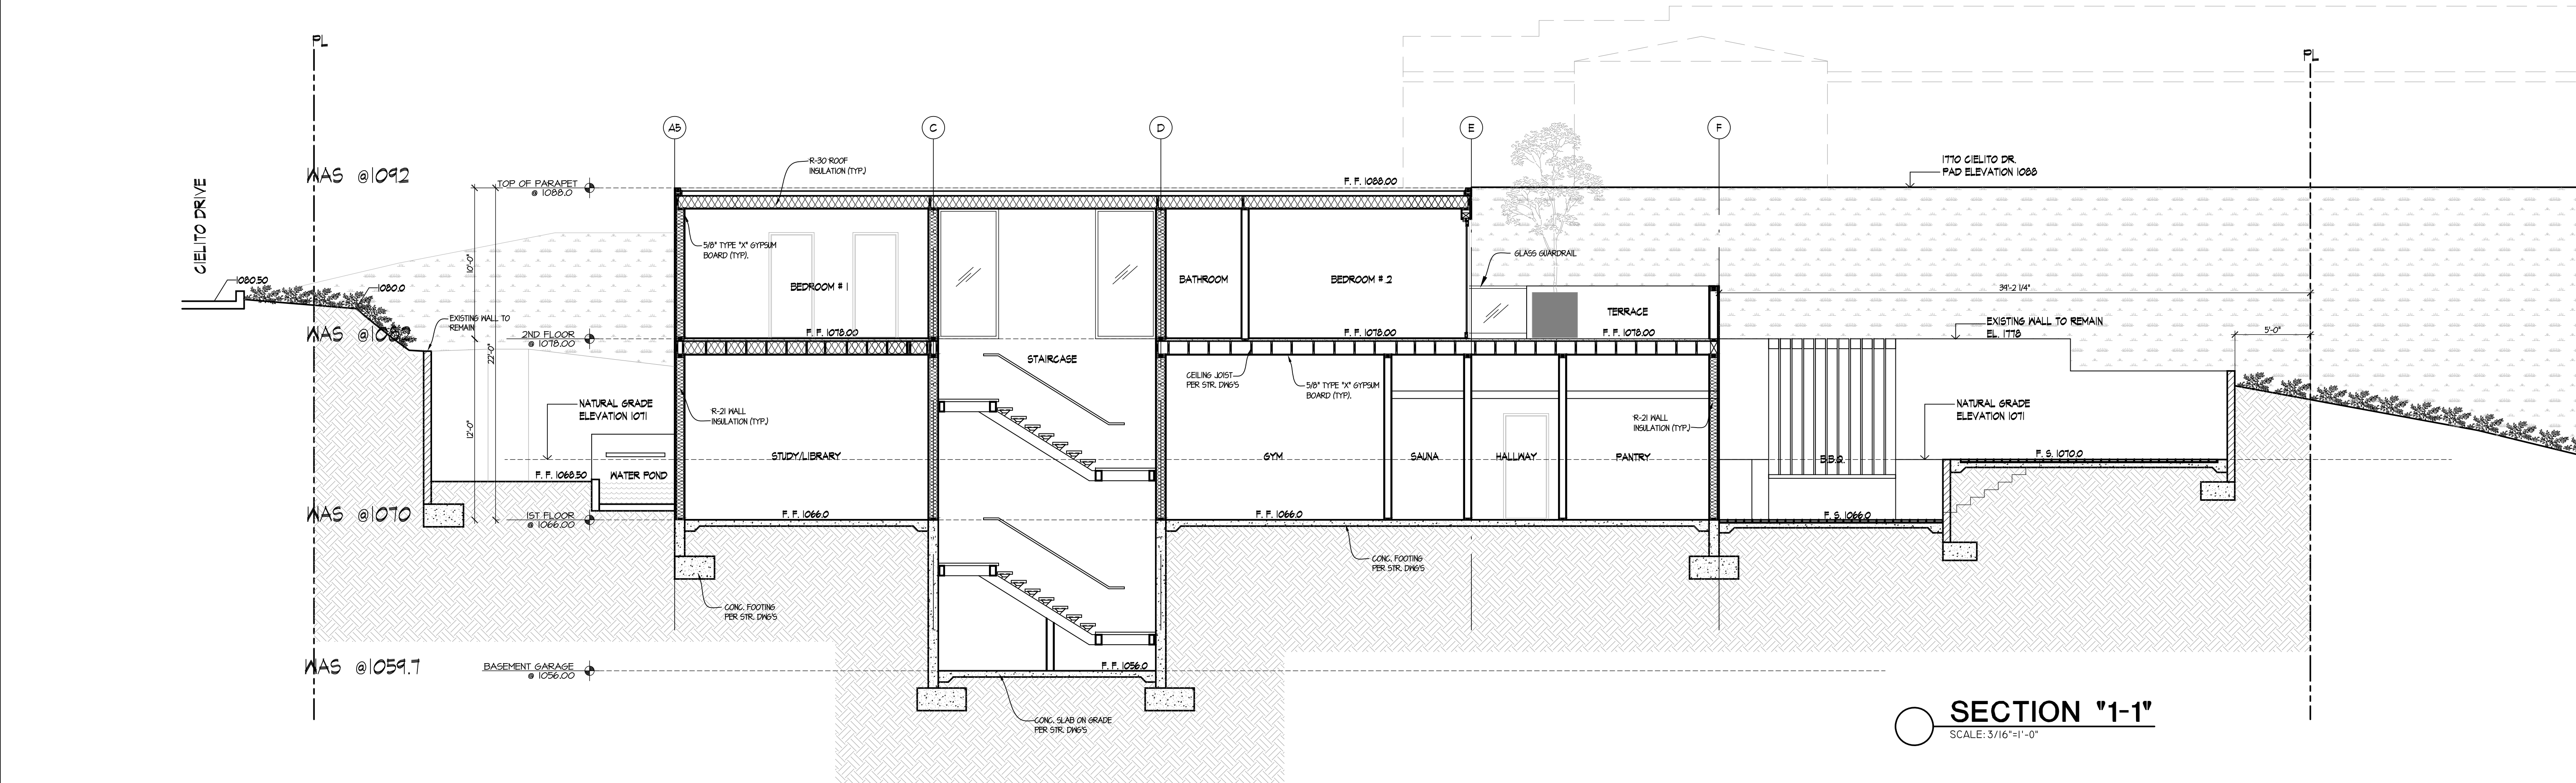 PL
PL
A5
C
D
E
F
CIELITO DRIVE
WAS @1092
TOP OF PARAPET
@ 1088.0
R-30 ROOF
INSULATION (TYP.)
F. F. 1088.00
1770 CIELITO DR.
PAD ELEVATION 1088
10'-0"
22'-0"
12'-0"
5/8" TYPE "X" GYPSUM
BOARD (TYP).
BEDROOM # 1
BATHROOM
BEDROOM # 2
GLASS GUARDRAIL
TERRACE
34'-2 1/4"
1080.50
1080.0
EXISTING WALL TO
REMAIN
WAS
2ND FLOOR
@ 1078.00
F. F. 1078.00
F. F. 1078.00
F. F. 1078.00
EXISTING WALL TO REMAIN
EL. 1778
5'-0"
STAIRCASE
CEILING JOIST
PER STR. DWG'S
5/8" TYPE "X" GYPSUM
BOARD (TYP).
NATURAL GRADE
ELEVATION 1071
R-21 WALL
INSULATION (TYP.)
R-21 WALL
INSULATION (TYP.)
NATURAL GRADE
ELEVATION 1071
STUDY/LIBRARY
GYM
SAUNA
HALLWAY
PANTRY
B.B.Q.
F. S. 1070.0
F. F. 1068.50
WATER POND
WAS @1070
1ST FLOOR
@ 1066.00
F. F. 1066.0
F. F. 1066.0
F. S. 1066.0
CONC. FOOTING
PER STR. DWG'S
CONC. FOOTING
PER STR. DWG'S
WAS @1059.7
BASEMENT GARAGE
@ 1056.00
F. F. 1056.0
CONC. SLAB ON GRADE
PER STR. DWG'S
SECTION "1-1"
SCALE: 3/16"=1'-0"